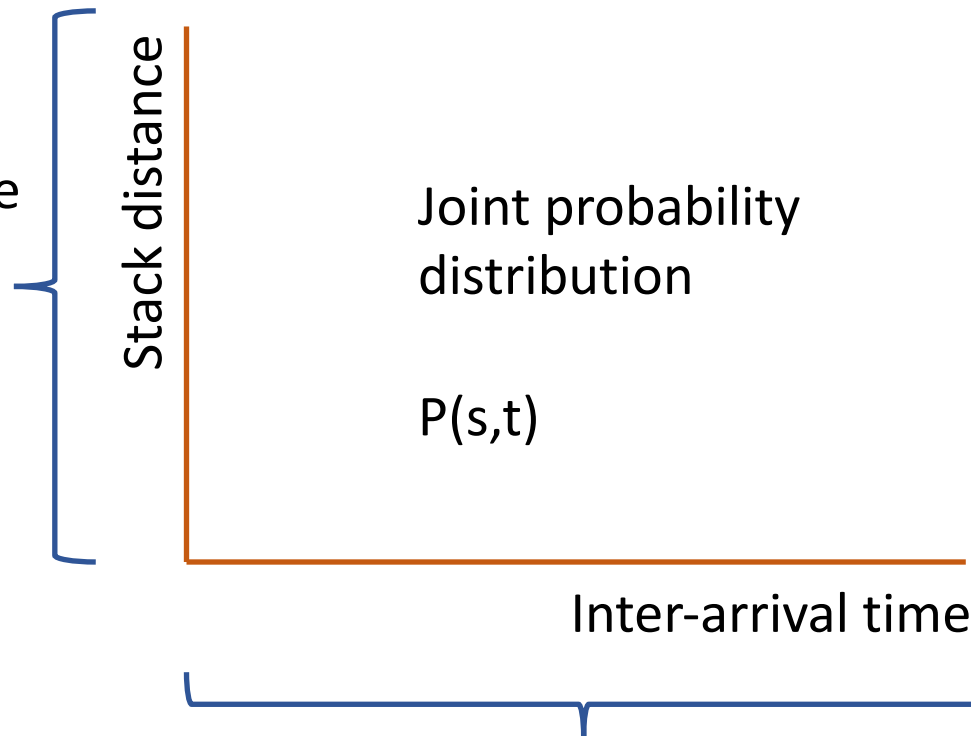 e
Stack distance
Joint probability
distribution
P(s,t)
Inter-arrival time